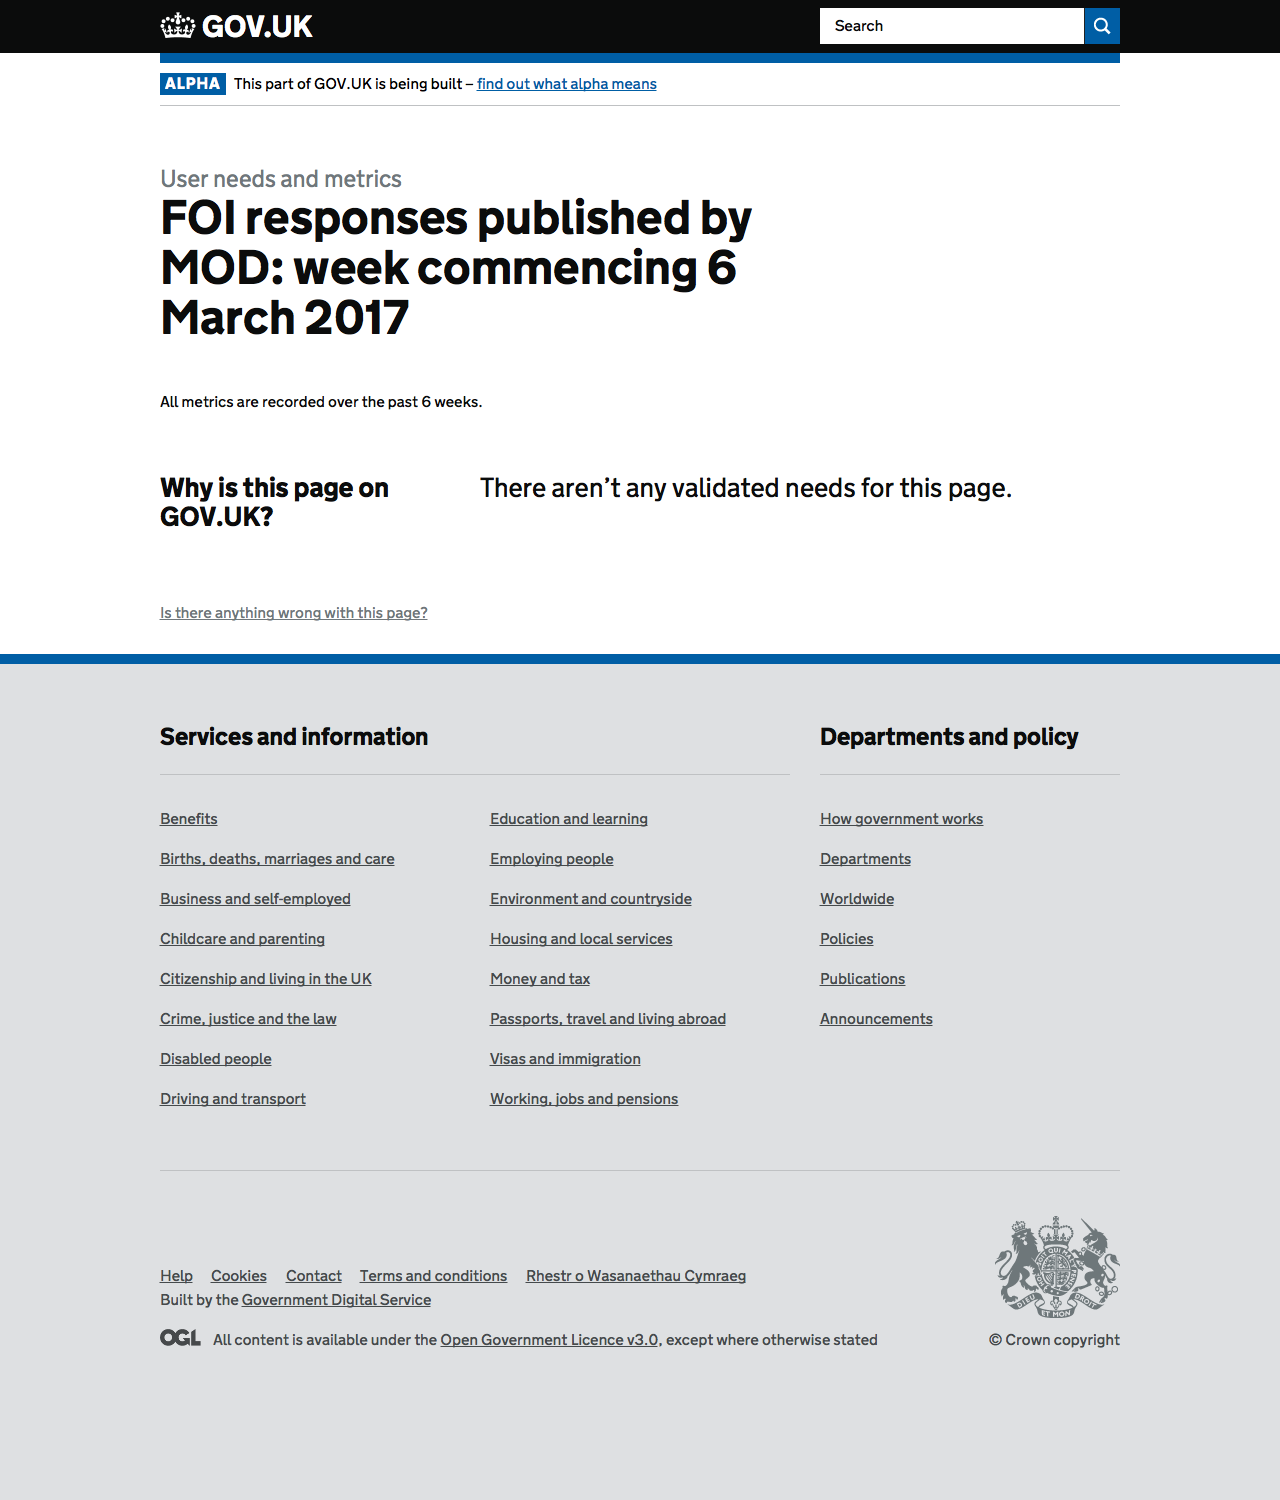 GOV.UK
Search
ALPHA This part of GOV.UK is being built – find out what alpha means
User needs and metrics
FOI responses published by
MOD: week commencing 6
March 2017
All metrics are recorded over the past 6 weeks.
Why is this page on
GOV.UK?
There aren’t any validated needs for this page.
Is there anything wrong with this page?
Services and information
Benefits
Births, deaths, marriages and care
Business and self-employed
Childcare and parenting
Citizenship and living in the UK
Crime, justice and the law
Disabled people
Driving and transport
Education and learning
Employing people
Environment and countryside
Housing and local services
Money and tax
Passports, travel and living abroad
Visas and immigration
Working, jobs and pensions
Departments and policy
How government works
Departments
Worldwide
Policies
Publications
Announcements
Help Cookies Contact Terms and conditions Rhestr o Wasanaethau Cymraeg
Built by the Government Digital Service
OGL All content is available under the Open Government Licence v3.0, except where otherwise stated
DIEU ET MON DROIT
© Crown copyright